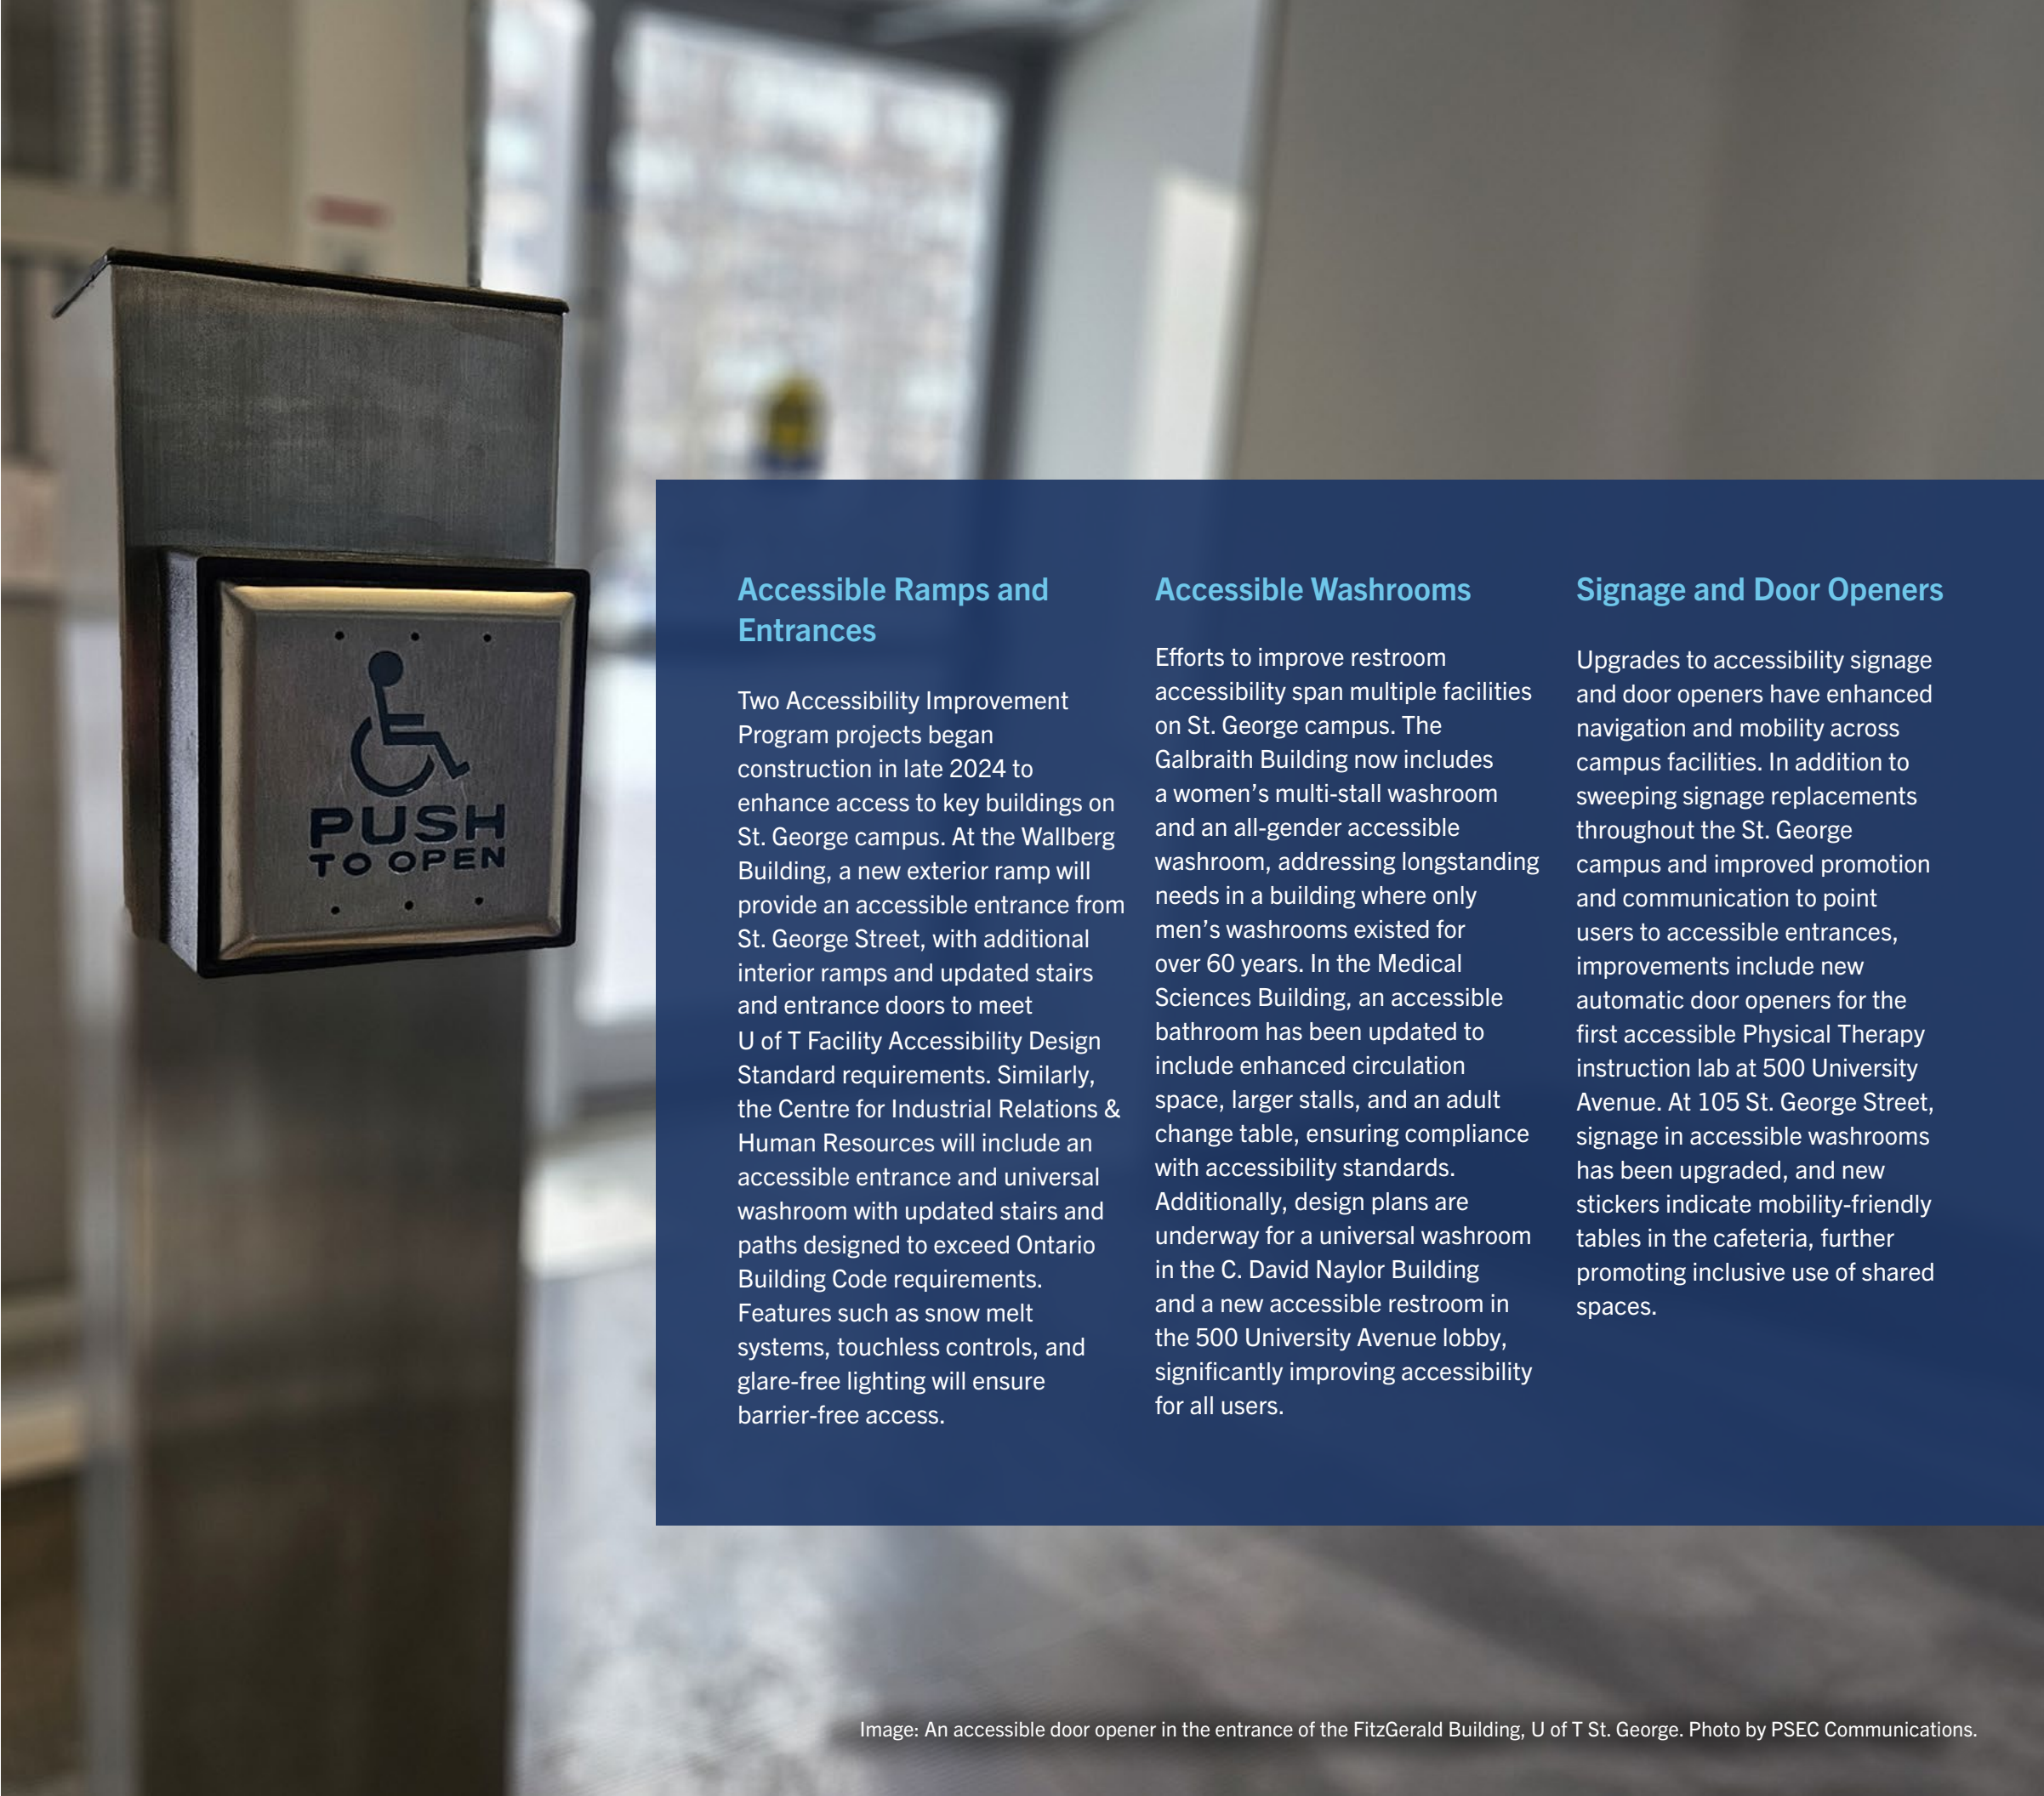 PUSH
TO OPEN
Accessible Ramps and
Entrances
Two Accessibility Improvement
Program projects began
construction in late 2024 to
enhance access to key buildings on
St. George campus. At the Wallberg
Building, a new exterior ramp will
provide an accessible entrance from
St. George Street, with additional
interior ramps and updated stairs
and entrance doors to meet
U of T Facility Accessibility Design
Standard requirements. Similarly,
the Centre for Industrial Relations &
Human Resources will include an
accessible entrance and universal
washroom with updated stairs and
paths designed to exceed Ontario
Building Code requirements.
Features such as snow melt
systems, touchless controls, and
glare-free lighting will ensure
barrier-free access.
Accessible Washrooms
Efforts to improve restroom
accessibility span multiple facilities
on St. George campus. The
Galbraith Building now includes
a women’s multi-stall washroom
and an all-gender accessible
washroom, addressing longstanding
needs in a building where only
men’s washrooms existed for
over 60 years. In the Medical
Sciences Building, an accessible
bathroom has been updated to
include enhanced circulation
space, larger stalls, and an adult
change table, ensuring compliance
with accessibility standards.
Additionally, design plans are
underway for a universal washroom
in the C. David Naylor Building
and a new accessible restroom in
the 500 University Avenue lobby,
significantly improving accessibility
for all users.
Signage and Door Openers
Upgrades to accessibility signage
and door openers have enhanced
navigation and mobility across
campus facilities. In addition to
sweeping signage replacements
throughout the St. George
campus and improved promotion
and communication to point
users to accessible entrances,
improvements include new
automatic door openers for the
first accessible Physical Therapy
instruction lab at 500 University
Avenue. At 105 St. George Street,
signage in accessible washrooms
has been upgraded, and new
stickers indicate mobility-friendly
tables in the cafeteria, further
promoting inclusive use of shared
spaces.
Image: An accessible door opener in the entrance of the FitzGerald Building, U of T St. George. Photo by PSEC Communications.